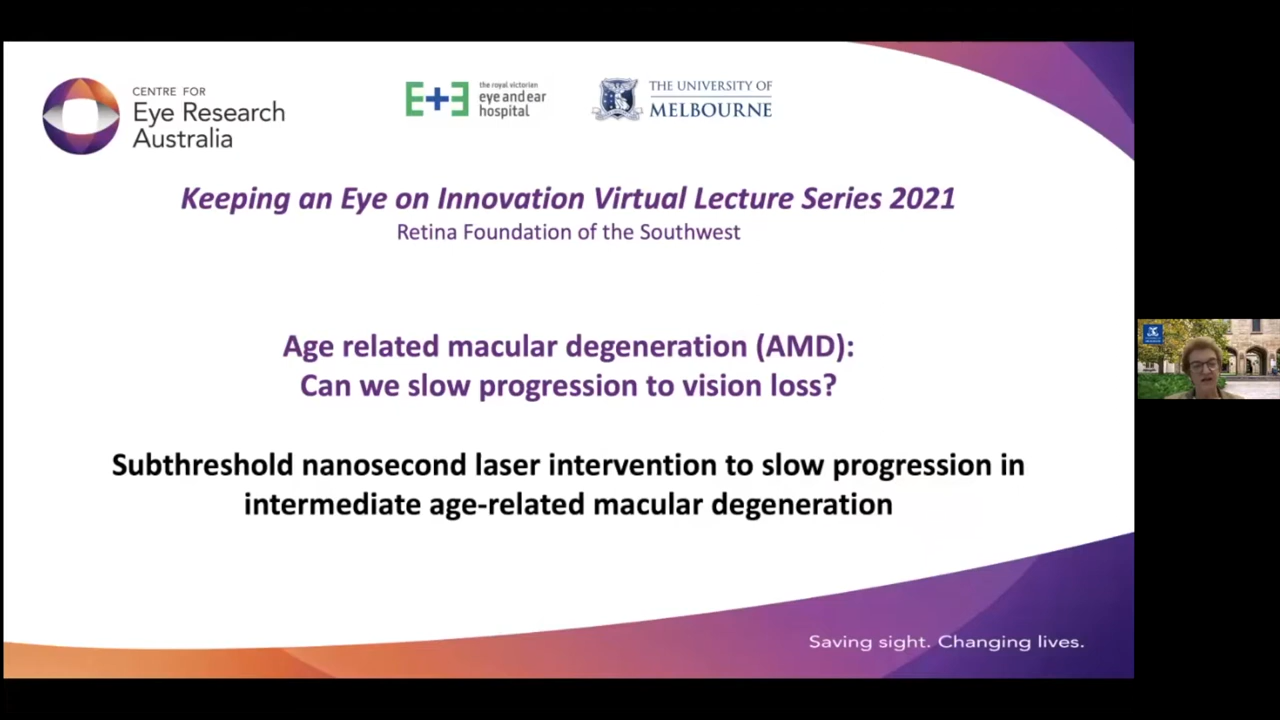 CENTRE FOR
Eye Research
Australia
E+E
the royal victorian
eye and ear
hospital
THE UNIVERSITY OF
MELBOURNE
Keeping an Eye on Innovation Virtual Lecture Series 2021
Retina Foundation of the Southwest
Age related macular degeneration (AMD):
Can we slow progression to vision loss?
Subthreshold nanosecond laser intervention to slow progression in
intermediate age-related macular degeneration
Saving sight. Changing lives.